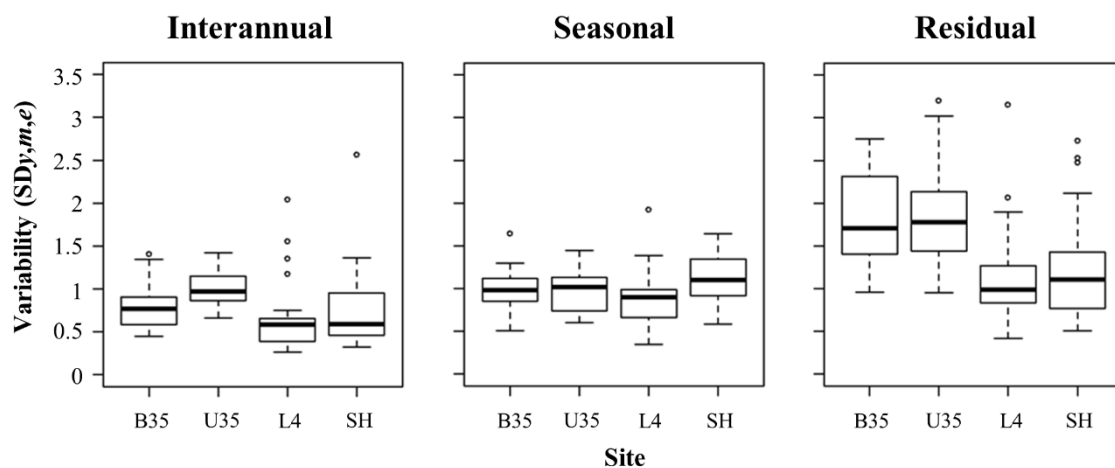 Interannual Seasonal Residual
Variability (SDy,m,e)
3.5
3
2.5
2
1.5
1
0.5
0
B35 U35 L4 SH B35 U35 L4 SH B35 U35 L4 SH
Site